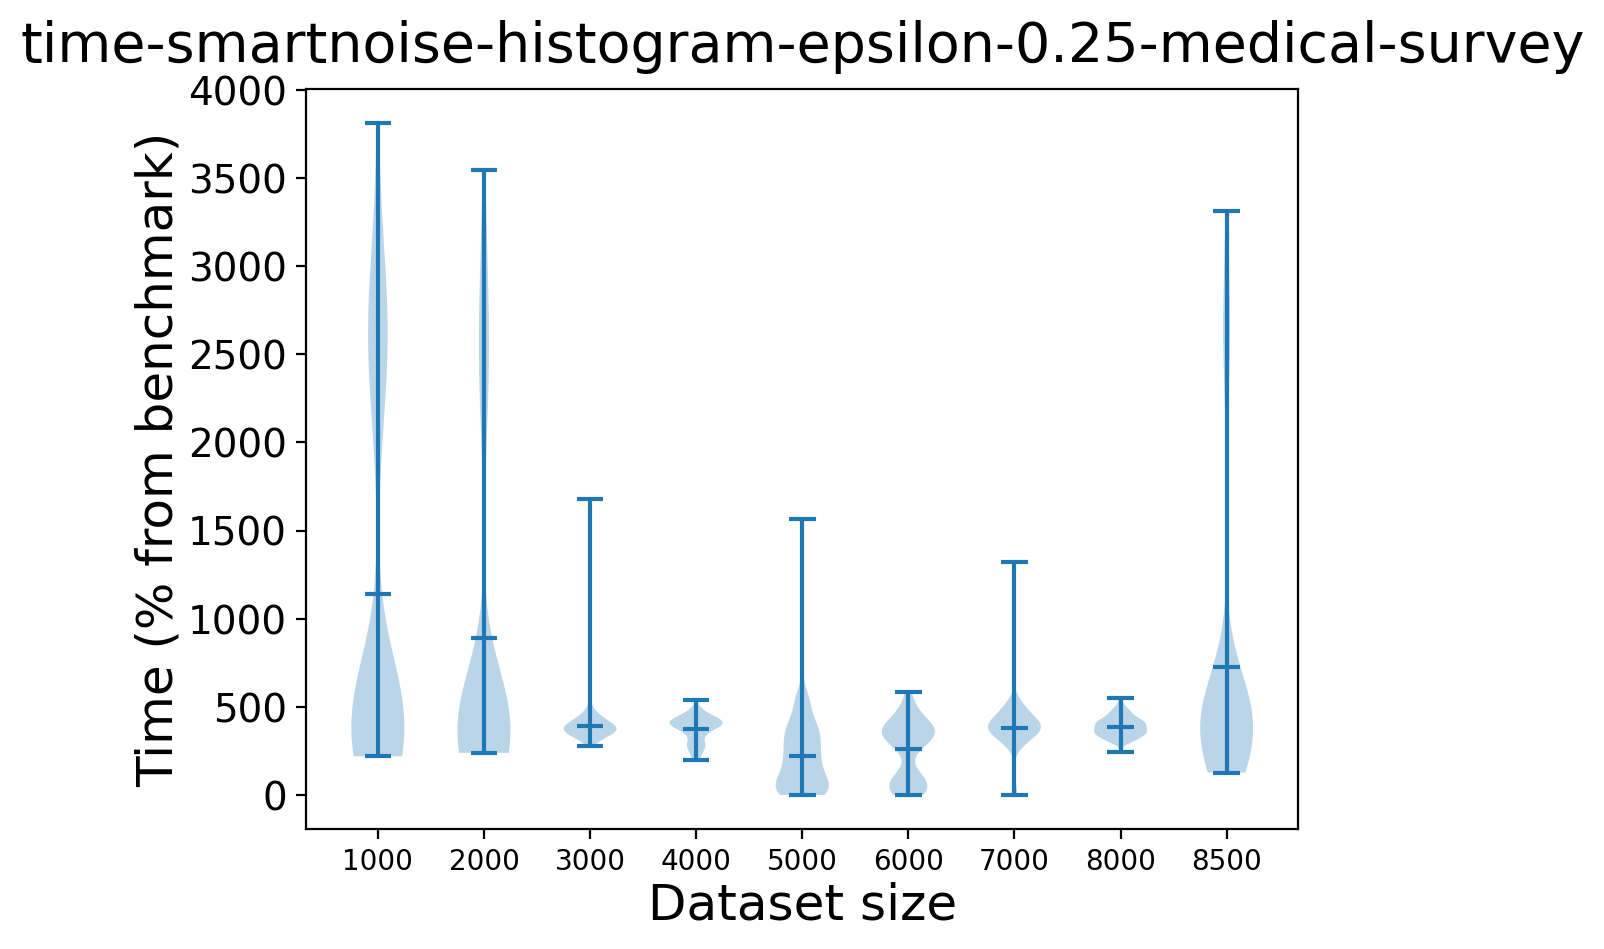 time-smartnoise-histogram-epsilon-0.25-medical-survey
Time (% from benchmark)
4000
3500
3000
2500
2000
1500
1000
500
0
1000 2000 3000 4000 5000 6000 7000 8000 8500
Dataset size